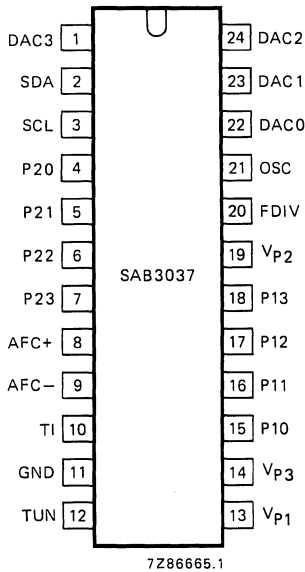 DAC3 1 24 DAC2
SDA 2 23 DAC1
SCL 3 22 DAC0
P20 4 21 OSC
P21 5 20 FDIV
P22 6 19 VP2
P23 7 SAB3037 18 P13
AFC+ 8 17 P12
AFC− 9 16 P11
TI 10 15 P10
GND 11 14 VP3
TUN 12 13 VP1
7Z86665.1